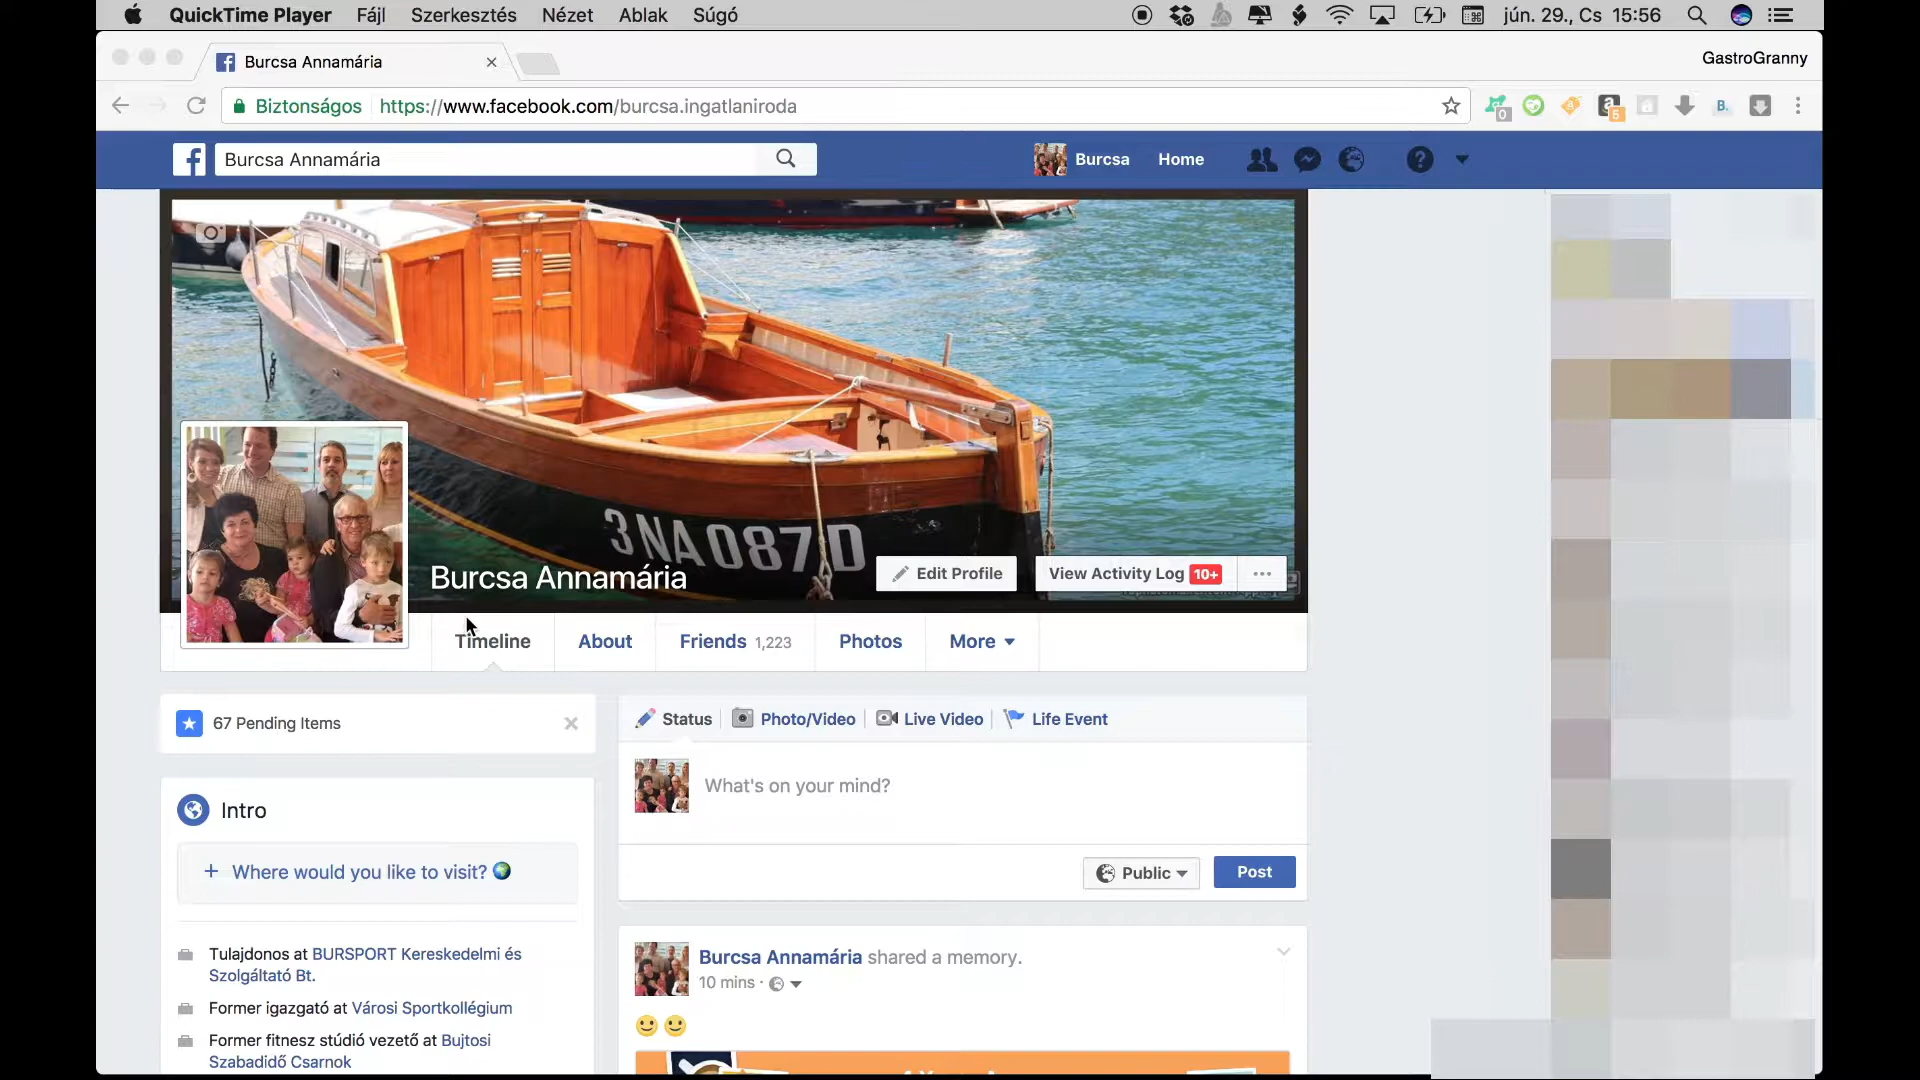 QuickTime Player Fájl Szerkesztés Nézet Ablak Súgó jún. 29., Cs 15:56
Burcsa Annamária GastroGranny
Biztonságos https://www.facebook.com/burcsa.ingatlaniroda 0 a 5 B.
Burcsa Annamária Burcsa Home
3NA087D
Burcsa Annamária Edit Profile View Activity Log 10+
Timeline About Friends 1,223 Photos More
67 Pending Items
Status Photo/Video Live Video Life Event
What's on your mind?
Public Post
Intro
+ Where would you like to visit?
Tulajdonos at BURSPORT Kereskedelmi és
Szolgáltató Bt.
Former igazgató at Városi Sportkollégium
Former fitnesz stúdió vezető at Bujtosi
Szabadidő Csarnok
Burcsa Annamária shared a memory.
10 mins ·